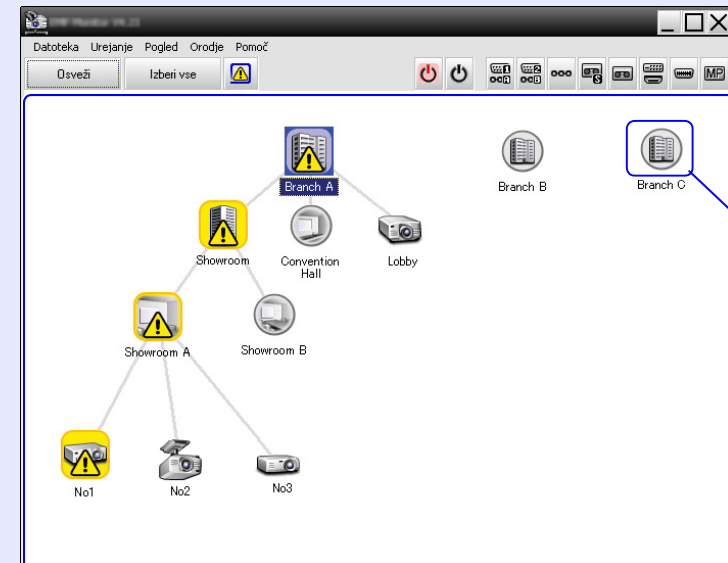 Datoteka Urejanje Pogled Orodje Pomoč
Osveži Izberi vse
MP
Branch A
Branch B
Branch C
Showroom
Convention
Hall
Lobby
Showroom A
Showroom B
No1
No2
No3